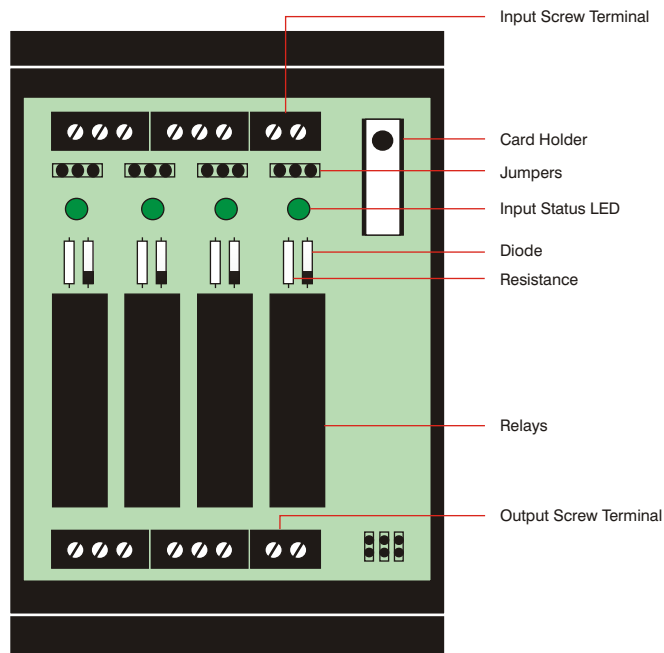 Input Screw Terminal
Card Holder
Jumpers
Input Status LED
Diode
Resistance
Relays
Output Screw Terminal